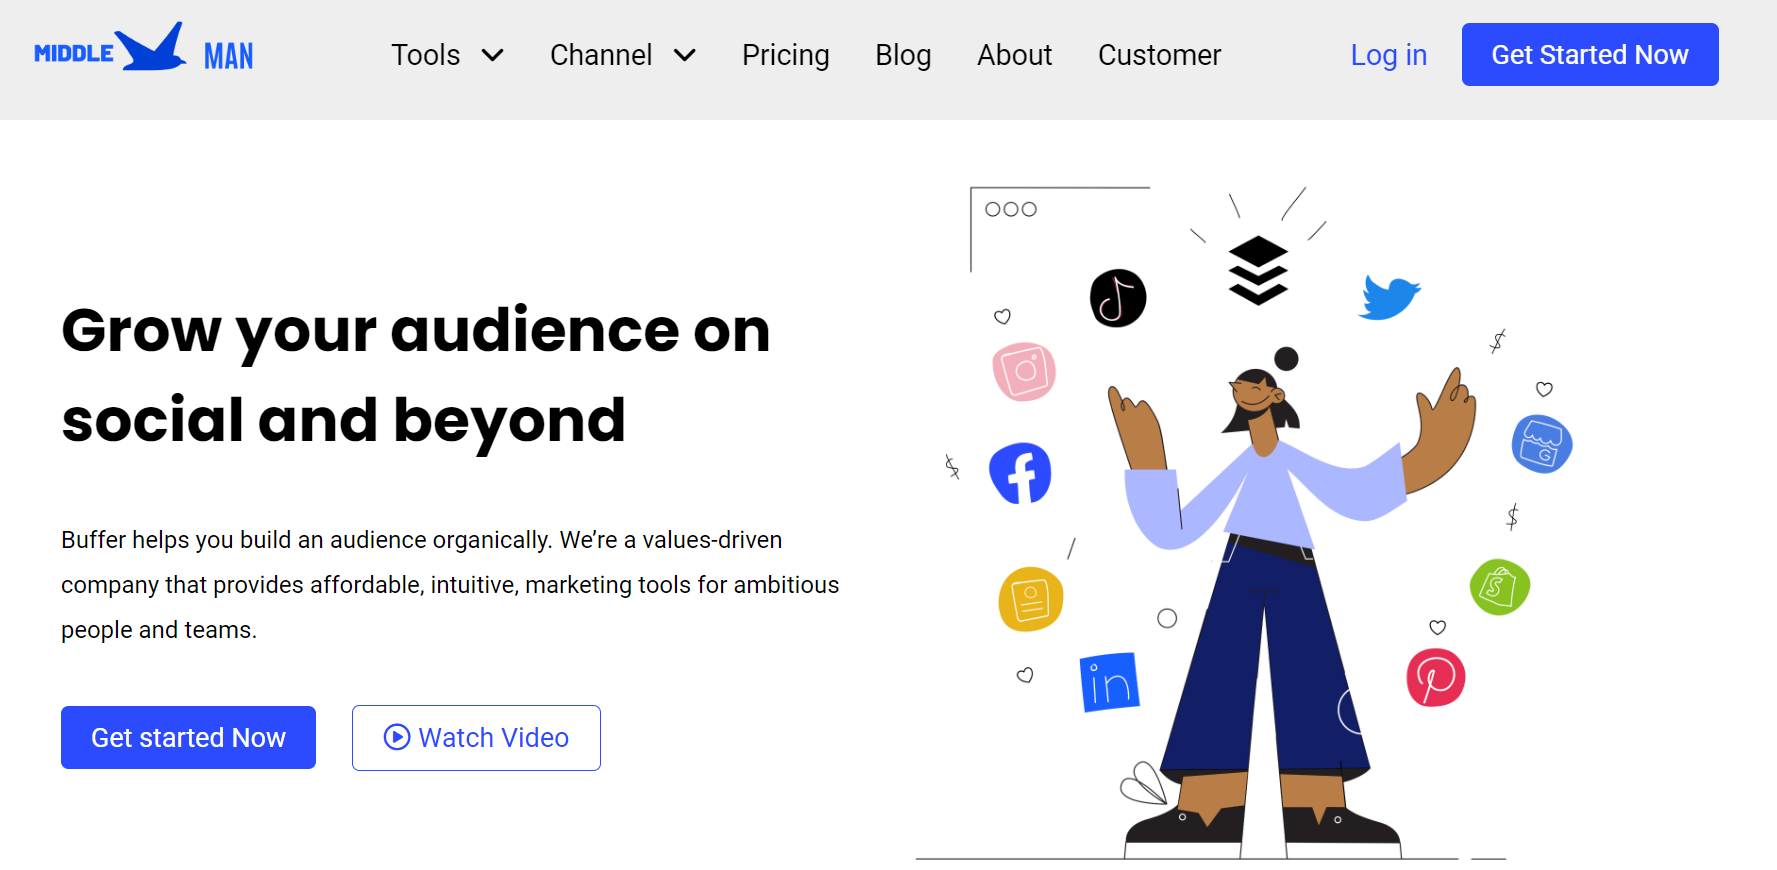 MIDDLE MAN
Tools
Channel
Pricing
Blog
About
Customer
Log in
Get Started Now
Grow your audience on
social and beyond
Buffer helps you build an audience organically. We’re a values-driven
company that provides affordable, intuitive, marketing tools for ambitious
people and teams.
Get started Now
Watch Video
$
$
$
f
G
S
in